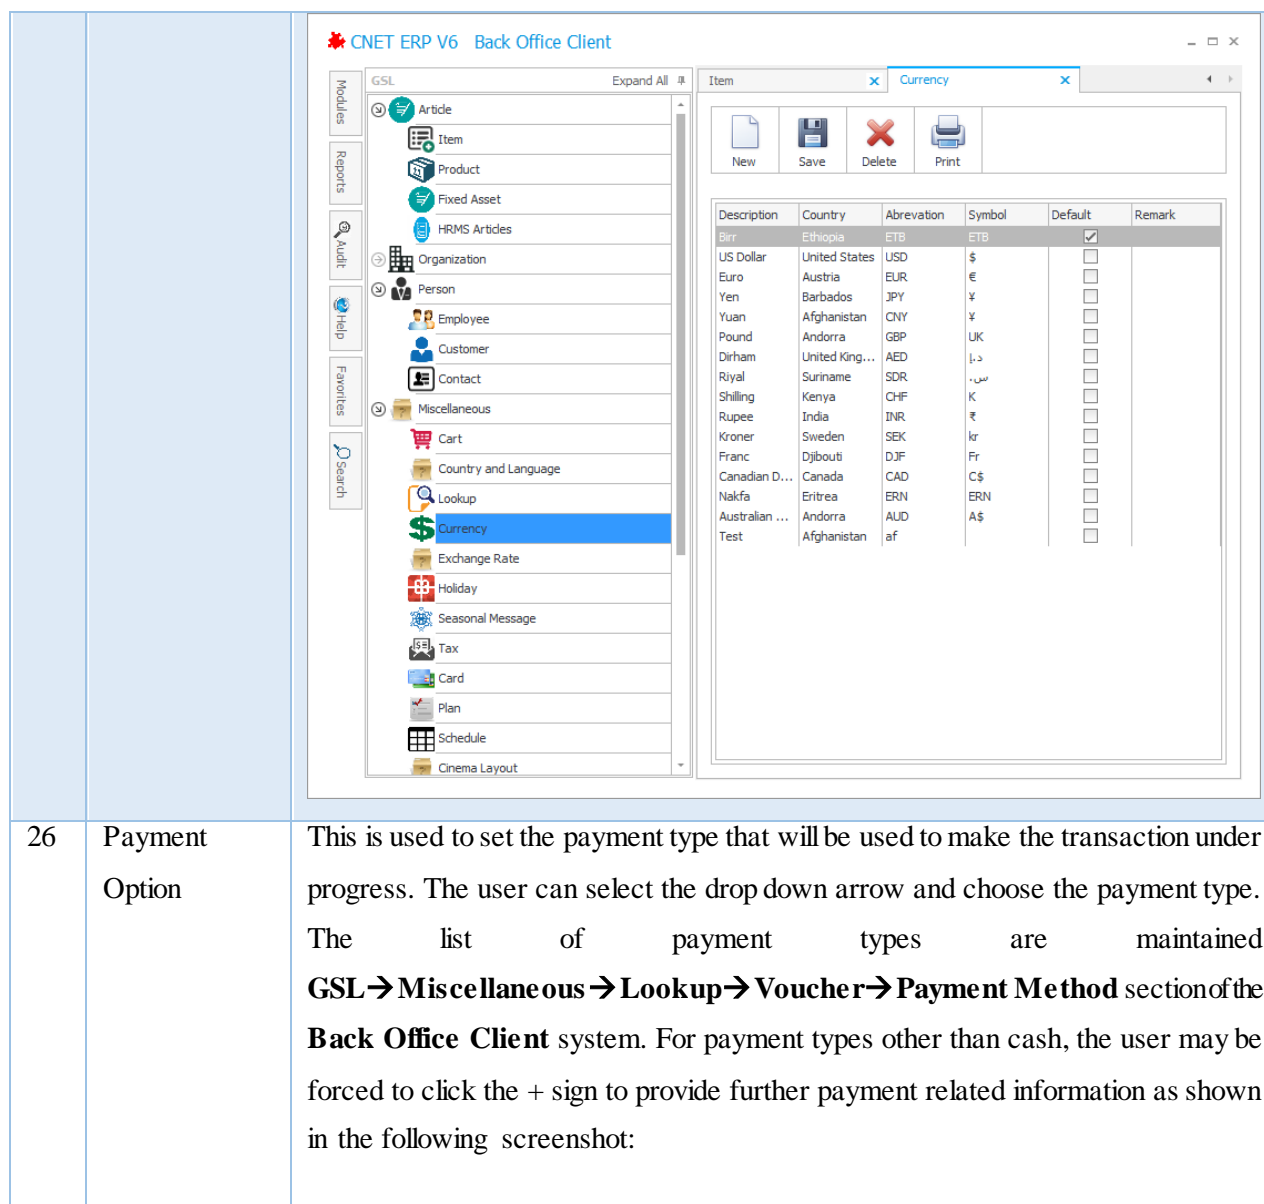 CNET ERP V6 Back Office Client
Modules
Reports
Audit
Help
Favorites
Search
GSL Expand All
Article
Item
Product
Fixed Asset
HRMS Articles
Organization
Person
Employee
Customer
Contact
Miscellaneous
Cart
Country and Language
Lookup
Currency
Exchange Rate
Holiday
Seasonal Message
Tax
Card
Plan
Schedule
Cinema Layout
Item Currency
New Save Delete Print
Description Country Abrevation Symbol Default Remark
Birr Ethiopia ETB ETB
US Dollar United States USD $
Euro Austria EUR €
Yen Barbados JPY ¥
Yuan Afghanistan CNY ¥
Pound Andorra GBP UK
Dirham United King... AED د.إ
Riyal Suriname SDR س.
Shilling Kenya CHF K
Rupee India INR ₹
Kroner Sweden SEK kr
Franc Djibouti DJF Fr
Canadian D... Canada CAD C$
Nakfa Eritrea ERN ERN
Australian ... Andorra AUD A$
Test Afghanistan af
26 Payment Option
This is used to set the payment type that will be used to make the transaction under
progress. The user can select the drop down arrow and choose the payment type.
The list of payment types are maintained
GSL→Miscellaneous→Lookup→Voucher→Payment Method section of the
Back Office Client system. For payment types other than cash, the user may be
forced to click the + sign to provide further payment related information as shown
in the following screenshot: